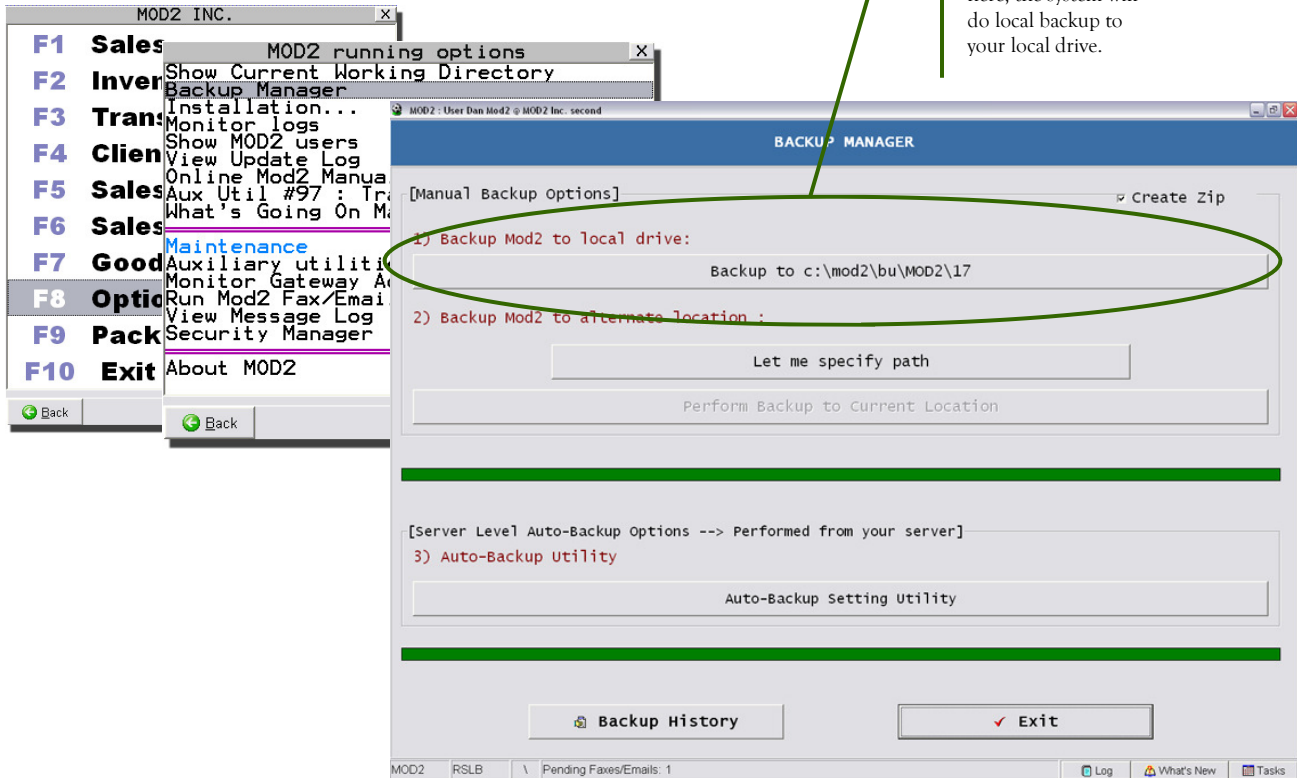 do local backup to
your local drive.
MOD2 INC.
F1 Sales
F2 Inven
F3 Trans
F4 Clien
F5 Sales
F6 Sales
F7 Good
F8 Optio
F9 Pack
F10 Exit
Back
MOD2 running options
Show Current Working Directory
Backup Manager
Installation...
Monitor logs
Show MOD2 users
View Update Log
Online Mod2 Manua
Aux Util #97 : Tra
What's Going On Ma
Maintenance
Auxiliary utiliti
Monitor Gateway Ac
Run Mod2 Fax/Emai
View Message Log
Security Manager
About MOD2
Back
MOD2 : User Dan Mod2 @ MOD2 Inc. second
BACKUP MANAGER
[Manual Backup Options]
Create Zip
1) Backup Mod2 to local drive:
Backup to c:\mod2\bu\MOD2\17
2) Backup Mod2 to alternate location :
Let me specify path
Perform Backup to Current Location
[Server Level Auto-Backup Options --> Performed from your server]
3) Auto-Backup Utility
Auto-Backup Setting Utility
Backup History
Exit
MOD2 RSLB \ Pending Faxes/Emails: 1
Log What's New Tasks